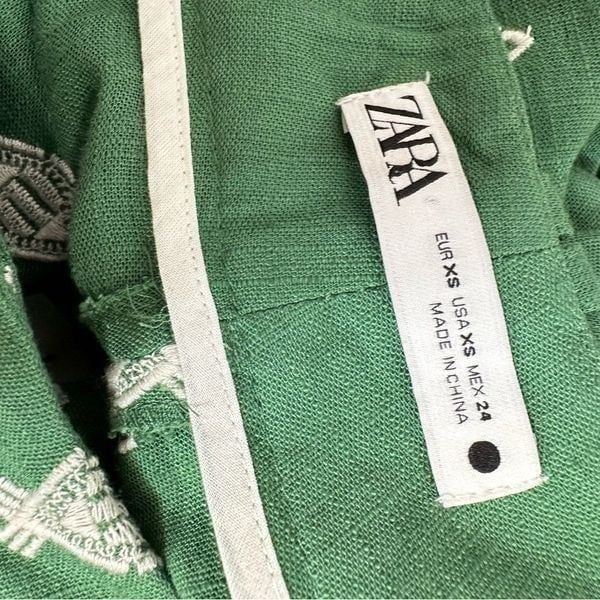 ZARA
EUR XS USA XS MEX 24
MADE IN CHINA